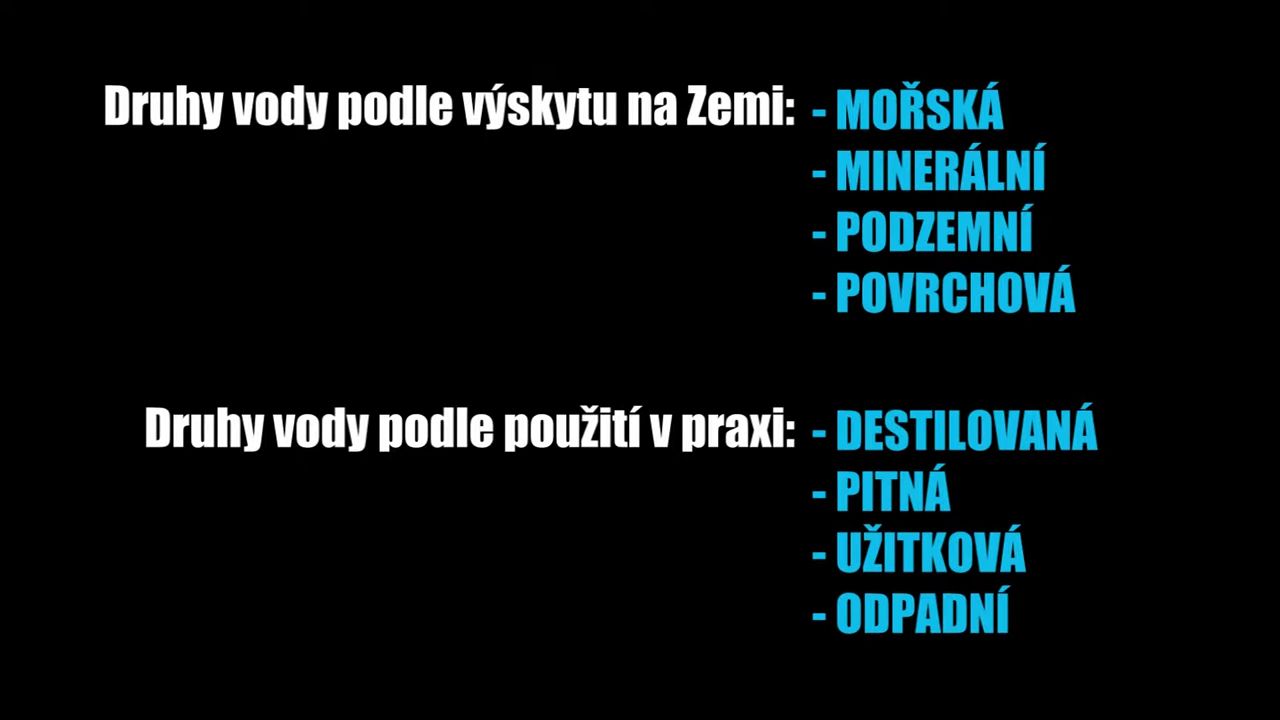 Druhy vody podle výskytu na Zemi: - MOŘSKÁ
- MINERÁLNÍ
- PODZEMNÍ
- POVRCHOVÁ
Druhy vody podle použití v praxi: - DESTILOVANÁ
- PITNÁ
- UŽITKOVÁ
- ODPADNÍ